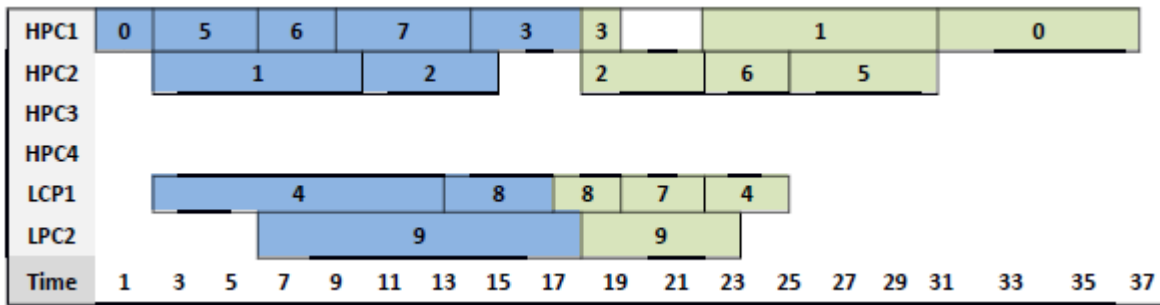 HPC1 0 5 6 7 3 3 1 0
HPC2 1 2 2 6 5
HPC3
HPC4
LCP1 4 8 8 7 4
LPC2 9 9
Time 1 3 5 7 9 11 13 15 17 19 21 23 25 27 29 31 33 35 37